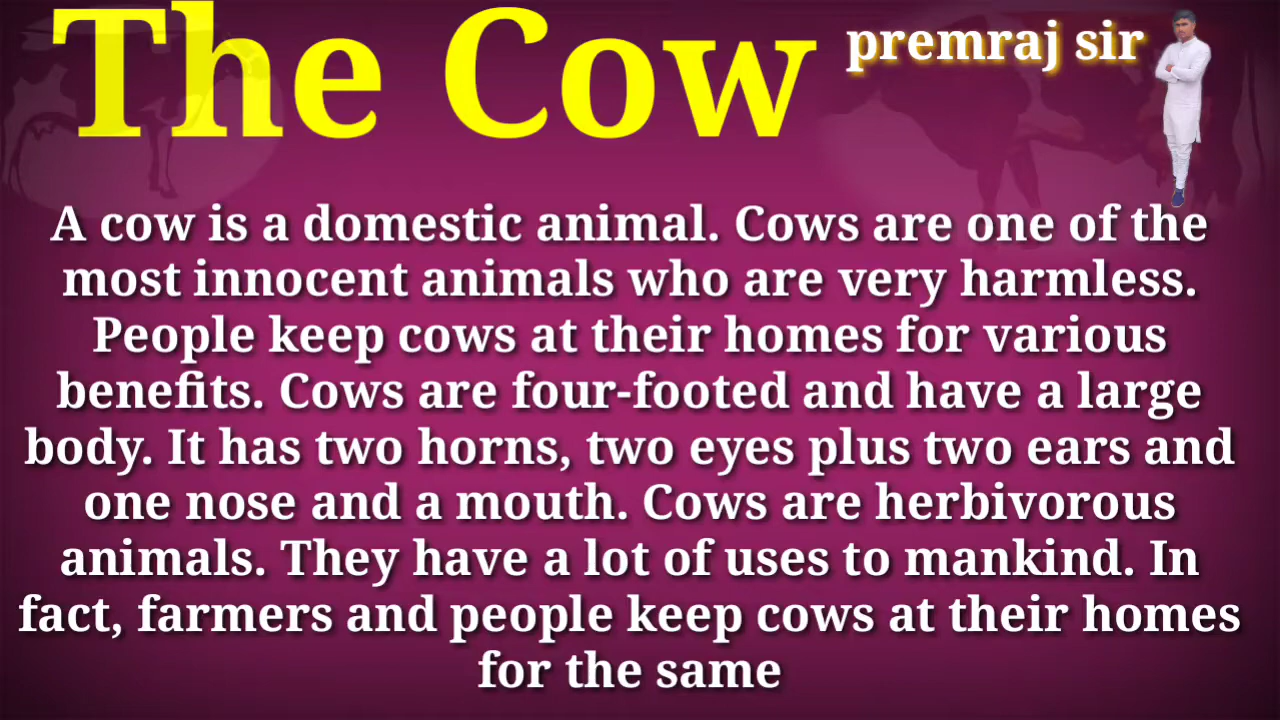 The Cow
premraj sir
A cow is a domestic animal. Cows are one of the
most innocent animals who are very harmless.
People keep cows at their homes for various
benefits. Cows are four-footed and have a large
body. It has two horns, two eyes plus two ears and
one nose and a mouth. Cows are herbivorous
animals. They have a lot of uses to mankind. In
fact, farmers and people keep cows at their homes
for the same